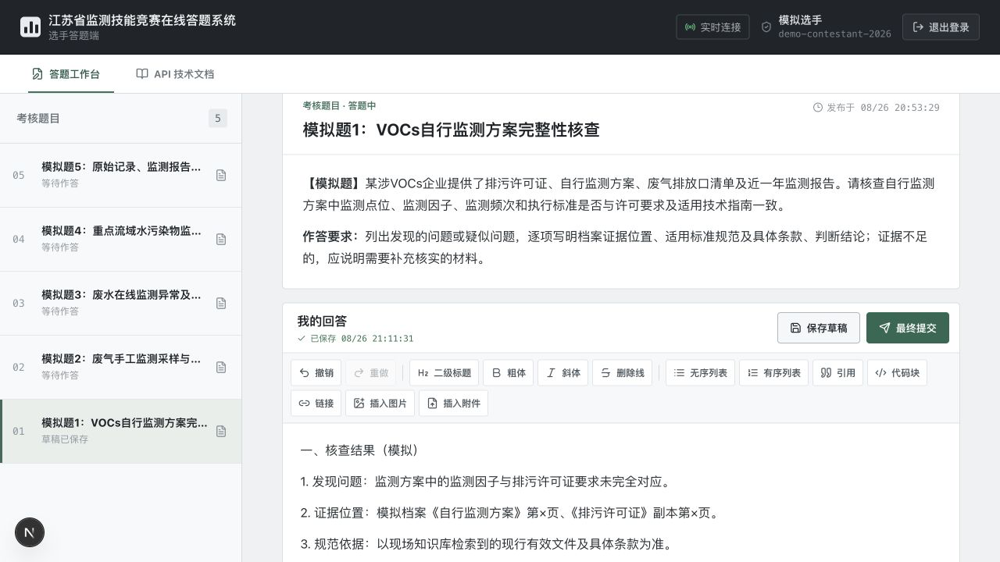 江苏省监测技能竞赛在线答题系统
选手答题端
实时连接
模拟选手
demo-contestant-2026
退出登录
答题工作台
API 技术文档
考核题目
5
05
模拟题5：原始记录、监测报告...
等待作答
04
模拟题4：重点流域水污染物监...
等待作答
03
模拟题3：废水在线监测异常及...
等待作答
02
模拟题2：废气手工监测采样与...
等待作答
01
模拟题1：VOCs自行监测方案完...
草稿已保存
N
考核题目 · 答题中
发布于 08/26 20:53:29
模拟题1：VOCs自行监测方案完整性核查
【模拟题】某涉VOCs企业提供了排污许可证、自行监测方案、废气排放口清单及近一年监测报告。请核查自行监测
方案中监测点位、监测因子、监测频次和执行标准是否与许可要求及适用技术指南一致。
作答要求：列出发现的问题或疑似问题，逐项写明档案证据位置、适用标准规范及具体条款、判断结论；证据不足
的，应说明需要补充核实的材料。
我的回答
已保存 08/26 21:11:31
保存草稿
最终提交
撤销
重做
H₂ 二级标题
B 粗体
I 斜体
S 删除线
无序列表
有序列表
引用
</> 代码块
链接
插入图片
插入附件
一、核查结果（模拟）
1. 发现问题：监测方案中的监测因子与排污许可证要求未完全对应。
2. 证据位置：模拟档案《自行监测方案》第×页、《排污许可证》副本第×页。
3. 规范依据：以现场知识库检索到的现行有效文件及具体条款为准。